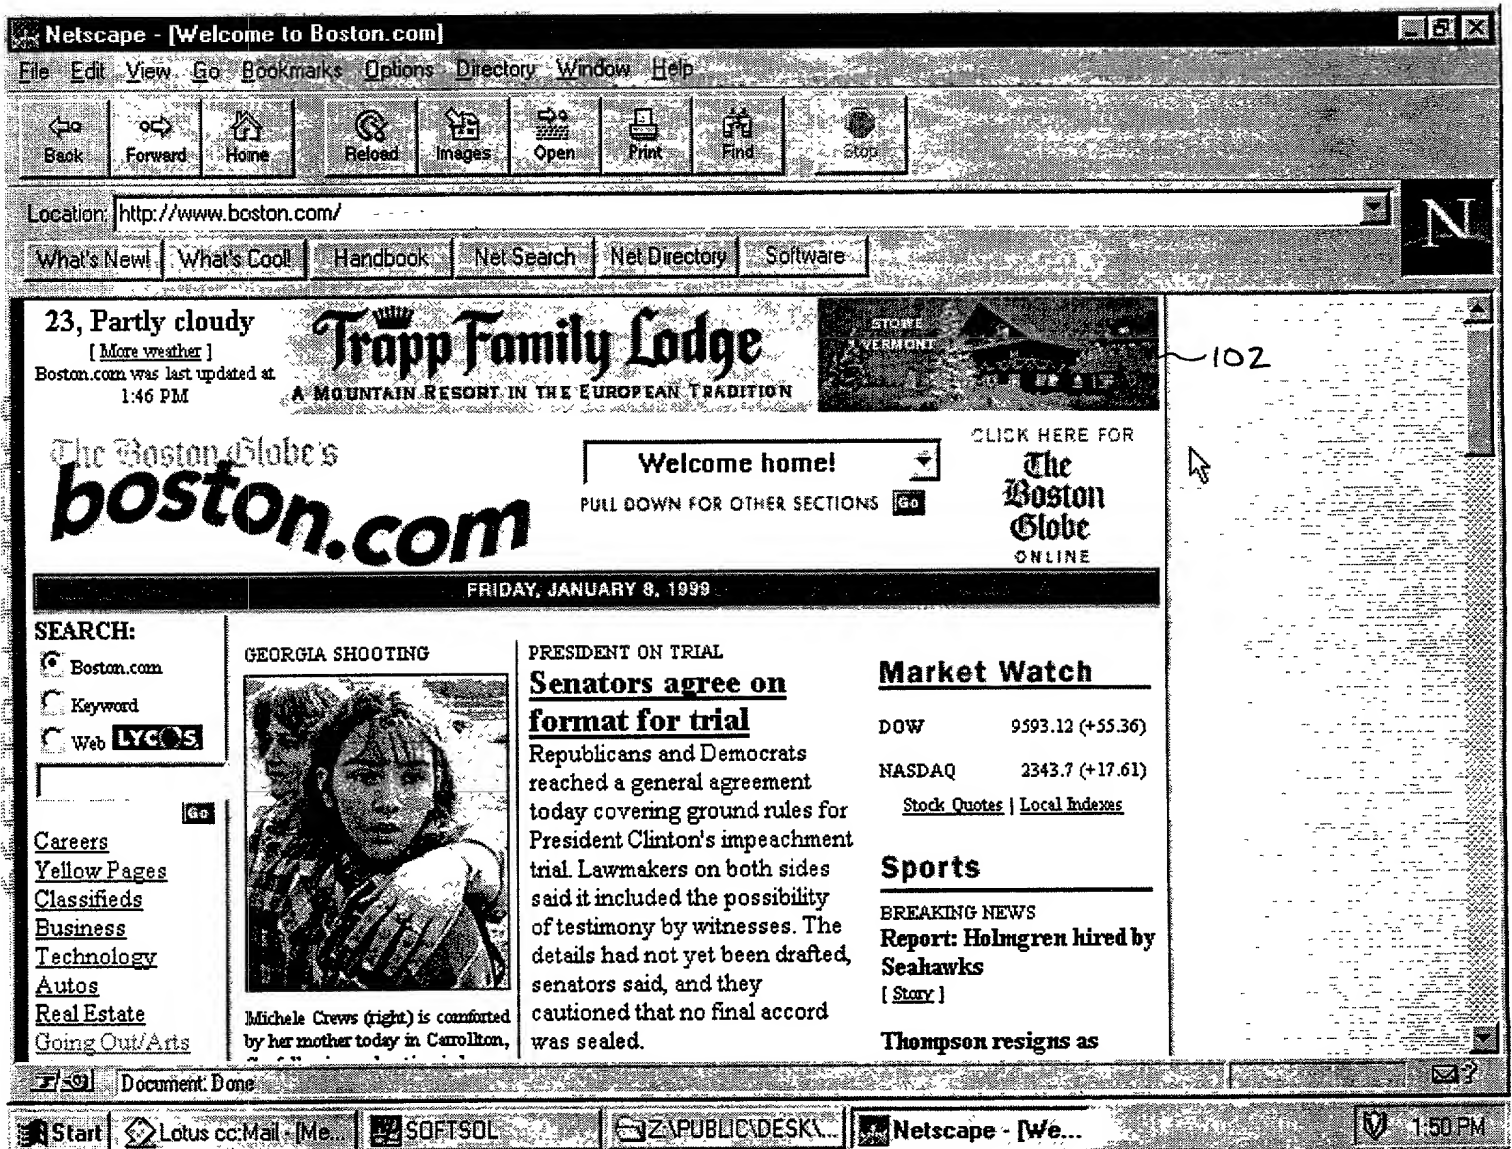 Netscape - [Welcome to Boston.com]
File Edit View Go Bookmarks Options Directory Window Help
Back Forward Home Reload Images Open Print Find Stop
Location: http://www.boston.com/
N
What's New! What's Cool! Handbook Net Search Net Directory Software
23, Partly cloudy
[ More weather ]
Boston.com was last updated at
1:46 PM
Trapp Family Lodge
A MOUNTAIN RESORT IN THE EUROPEAN TRADITION
STOWE
VERMONT
102
The Boston Globe's
boston.com
Welcome home!
PULL DOWN FOR OTHER SECTIONS Go
CLICK HERE FOR
The
Boston
Globe
ONLINE
FRIDAY, JANUARY 8, 1999
SEARCH:
Boston.com
Keyword
Web LYCOS
Go
Careers
Yellow Pages
Classifieds
Business
Technology
Autos
Real Estate
Going Out/Arts
GEORGIA SHOOTING
Michele Crews (right) is comforted
by her mother today in Carrollton,
PRESIDENT ON TRIAL
Senators agree on
format for trial
Republicans and Democrats
reached a general agreement
today covering ground rules for
President Clinton's impeachment
trial. Lawmakers on both sides
said it included the possibility
of testimony by witnesses. The
details had not yet been drafted,
senators said, and they
cautioned that no final accord
was sealed.
Market Watch
DOW 9593.12 (+55.36)
NASDAQ 2343.7 (+17.61)
Stock Quotes | Local Indexes
Sports
BREAKING NEWS
Report: Holmgren hired by
Seahawks
[ Story ]
Thompson resigns as
Document: Done
Start Lotus cc:Mail - [Me... SOFTSOL Z:\PUBLIC\DESK\... Netscape - [We... 1:50 PM